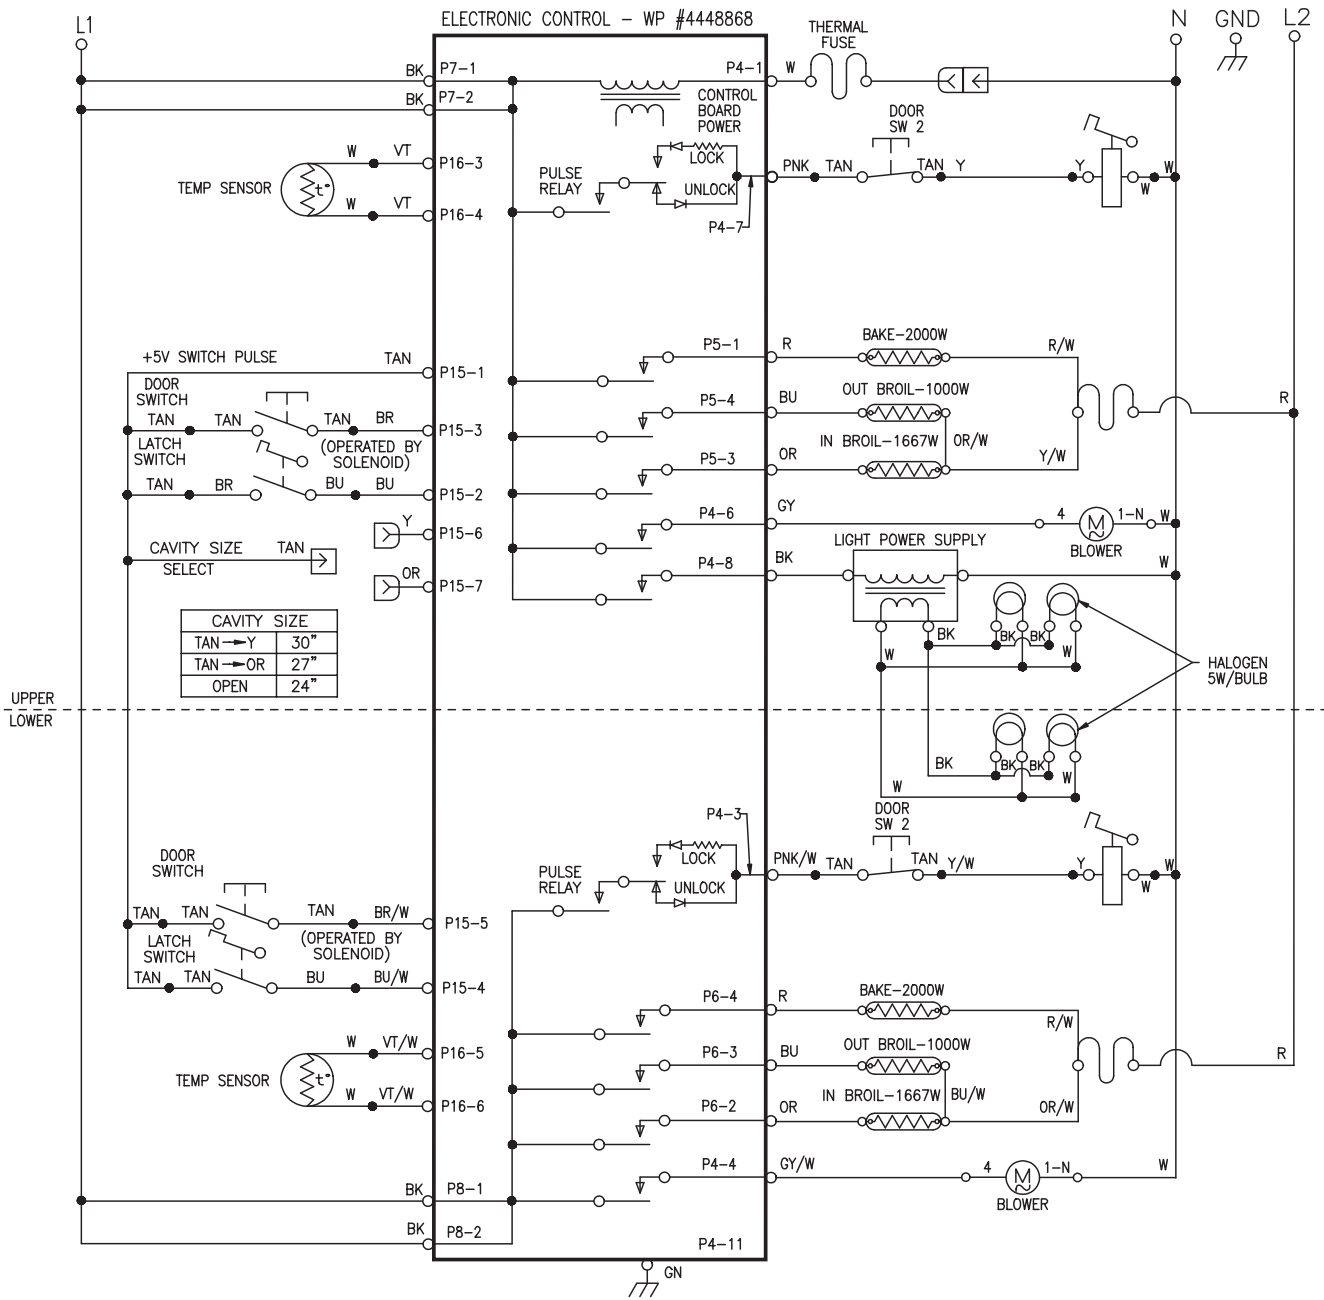 ELECTRONIC CONTROL - WP #4448868
L1
N
GND
L2
THERMAL
FUSE
BK
P7-1
P4-1
W
BK
P7-2
CONTROL
BOARD
POWER
DOOR
SW 2
TEMP SENSOR
t°
W
VT
P16-3
W
VT
P16-4
PULSE
RELAY
LOCK
UNLOCK
P4-7
PNK
TAN
TAN
Y
Y
W
W
+5V SWITCH PULSE
TAN
P15-1
DOOR
SWITCH
TAN
TAN
TAN
BR
P15-3
LATCH
SWITCH
(OPERATED BY
SOLENOID)
TAN
BR
BU
BU
P15-2
Y
P15-6
CAVITY SIZE
SELECT
TAN
OR
P15-7
P5-1
R
BAKE-2000W
R/W
P5-4
BU
OUT BROIL-1000W
R
P5-3
OR
IN BROIL-1667W
OR/W
Y/W
P4-6
GY
4
M
1-N
W
BLOWER
P4-8
BK
LIGHT POWER SUPPLY
W
BK
BK
BK
W
W
HALOGEN
5W/BULB
CAVITY SIZE
TAN→Y 30"
TAN→OR 27"
OPEN 24"
UPPER
LOWER
BK
BK
BK
W
W
DOOR
SW 2
P4-3
PULSE
RELAY
LOCK
UNLOCK
PNK/W
TAN
TAN
Y/W
Y
W
W
DOOR
SWITCH
TAN
TAN
TAN
BR/W
P15-5
LATCH
SWITCH
(OPERATED BY
SOLENOID)
TAN
TAN
BU
BU/W
P15-4
TEMP SENSOR
t°
W
VT/W
P16-5
W
VT/W
P16-6
P6-4
R
BAKE-2000W
R/W
P6-3
BU
OUT BROIL-1000W
R
P6-2
OR
IN BROIL-1667W
BU/W
OR/W
P4-4
GY/W
4
M
1-N
W
BLOWER
BK
P8-1
BK
P8-2
P4-11
GN